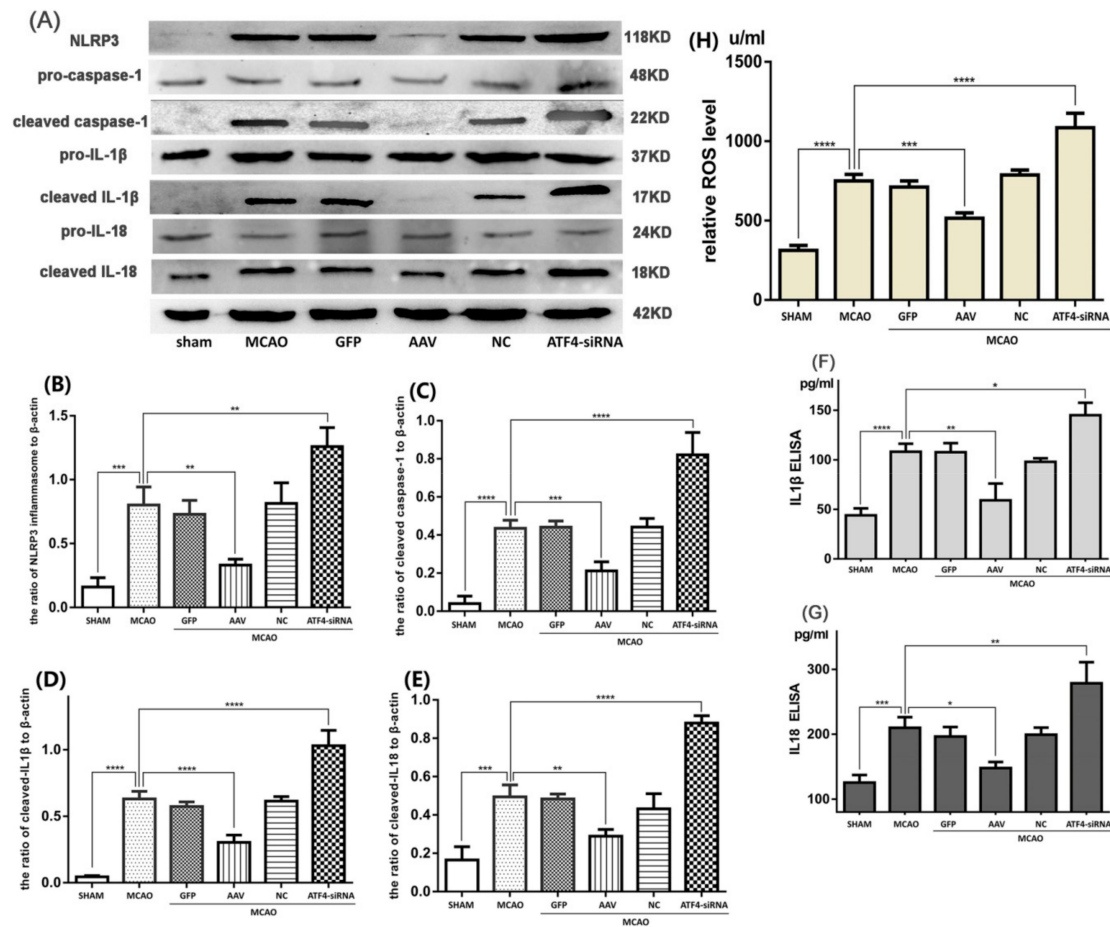 (A)
NLRP3 118KD
pro-caspase-1 48KD
cleaved caspase-1 22KD
pro-IL-1β 37KD
cleaved IL-1β 17KD
pro-IL-18 24KD
cleaved IL-18 18KD
42KD
sham MCAO GFP AAV NC ATF4-siRNA
(H)
u/ml
relative ROS level
1500
1000
500
0
****
****
***
SHAM MCAO GFP AAV NC ATF4-siRNA
MCAO
(B)
the ratio of NLRP3 inflammasome to β-actin
1.5
1.0
0.5
0.0
**
***
**
SHAM MCAO GFP AAV NC ATF4-siRNA
MCAO
(C)
the ratio of cleaved caspase-1 to β-actin
1.0
0.8
0.6
0.4
0.2
0.0
****
****
***
SHAM MCAO GFP AAV NC ATF4-siRNA
MCAO
(F)
pg/ml
IL1β ELISA
150
100
50
0
*
****
**
SHAM MCAO GFP AAV NC ATF4-siRNA
MCAO
(D)
the ratio of cleaved-IL1β to β-actin
1.0
0.5
0.0
****
****
****
SHAM MCAO GFP AAV NC ATF4-siRNA
MCAO
(E)
the ratio of cleaved-IL18 to β-actin
1.0
0.8
0.6
0.4
0.2
0.0
****
***
**
SHAM MCAO GFP AAV NC ATF4-siRNA
MCAO
(G)
pg/ml
IL18 ELISA
300
200
100
**
***
*
SHAM MCAO GFP AAV NC ATF4-siRNA
MCAO